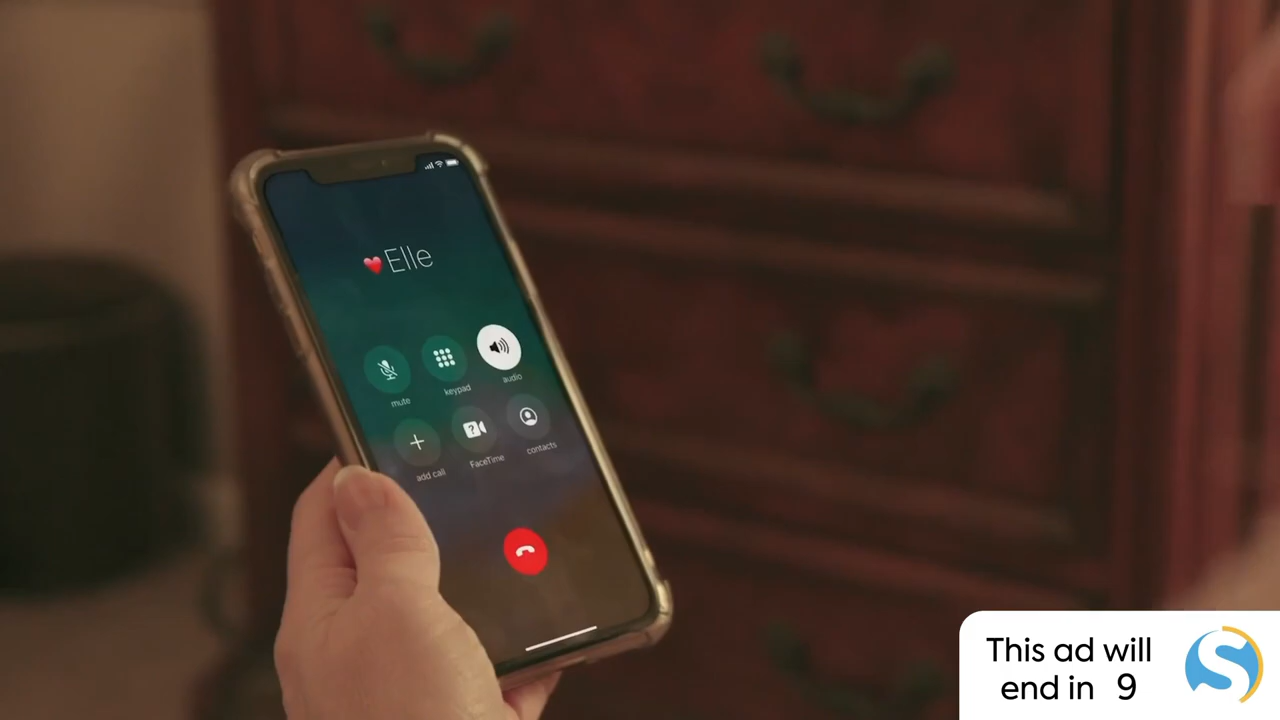 ❤️Elle
mute
keypad
audio
add call
FaceTime
contacts
This ad will
end in 9